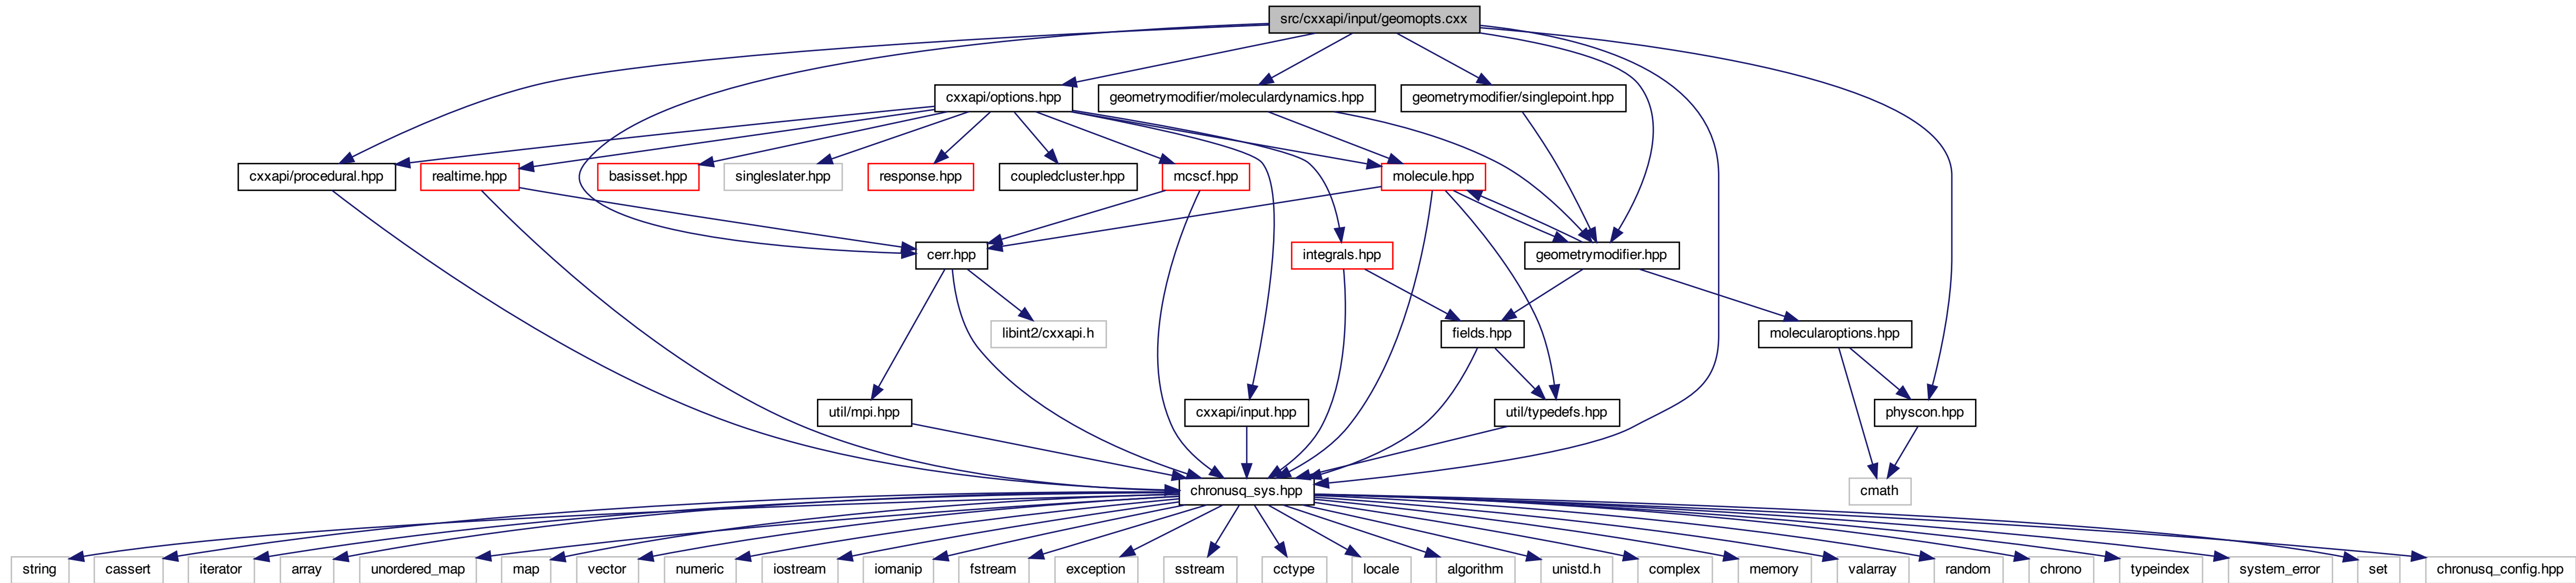 src/cxxapi/input/geomopts.cxx
cxxapi/options.hpp
geometrymodifier/moleculardynamics.hpp
geometrymodifier/singlepoint.hpp
cxxapi/procedural.hpp
realtime.hpp
basisset.hpp
singleslater.hpp
response.hpp
coupledcluster.hpp
mcscf.hpp
molecule.hpp
cerr.hpp
integrals.hpp
geometrymodifier.hpp
libint2/cxxapi.h
fields.hpp
molecularoptions.hpp
util/mpi.hpp
cxxapi/input.hpp
util/typedefs.hpp
physcon.hpp
chronusq_sys.hpp
cmath
string
cassert
iterator
array
unordered_map
map
vector
numeric
iostream
iomanip
fstream
exception
sstream
cctype
locale
algorithm
unistd.h
complex
memory
valarray
random
chrono
typeindex
system_error
set
chronusq_config.hpp